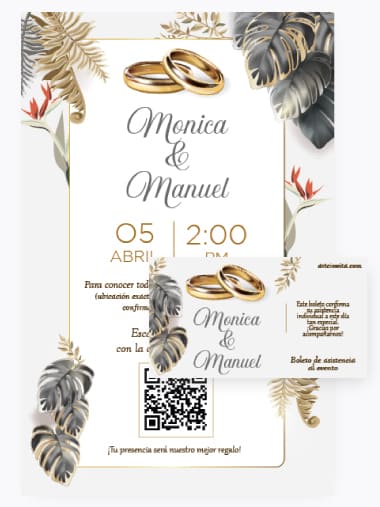 Monica
&
Manuel
05
ABRIL
2:00
PM
Para conocer tod
(ubicación exact
confirm
Esc
con la c
¡Tu presencia será nuestro mejor regalo!
Monica
&
Manuel
Este boleto confirma
su asistencia
individual a este día
tan especial.
¡Gracias por
acompañarnos!
Boleto de asistencia
al evento